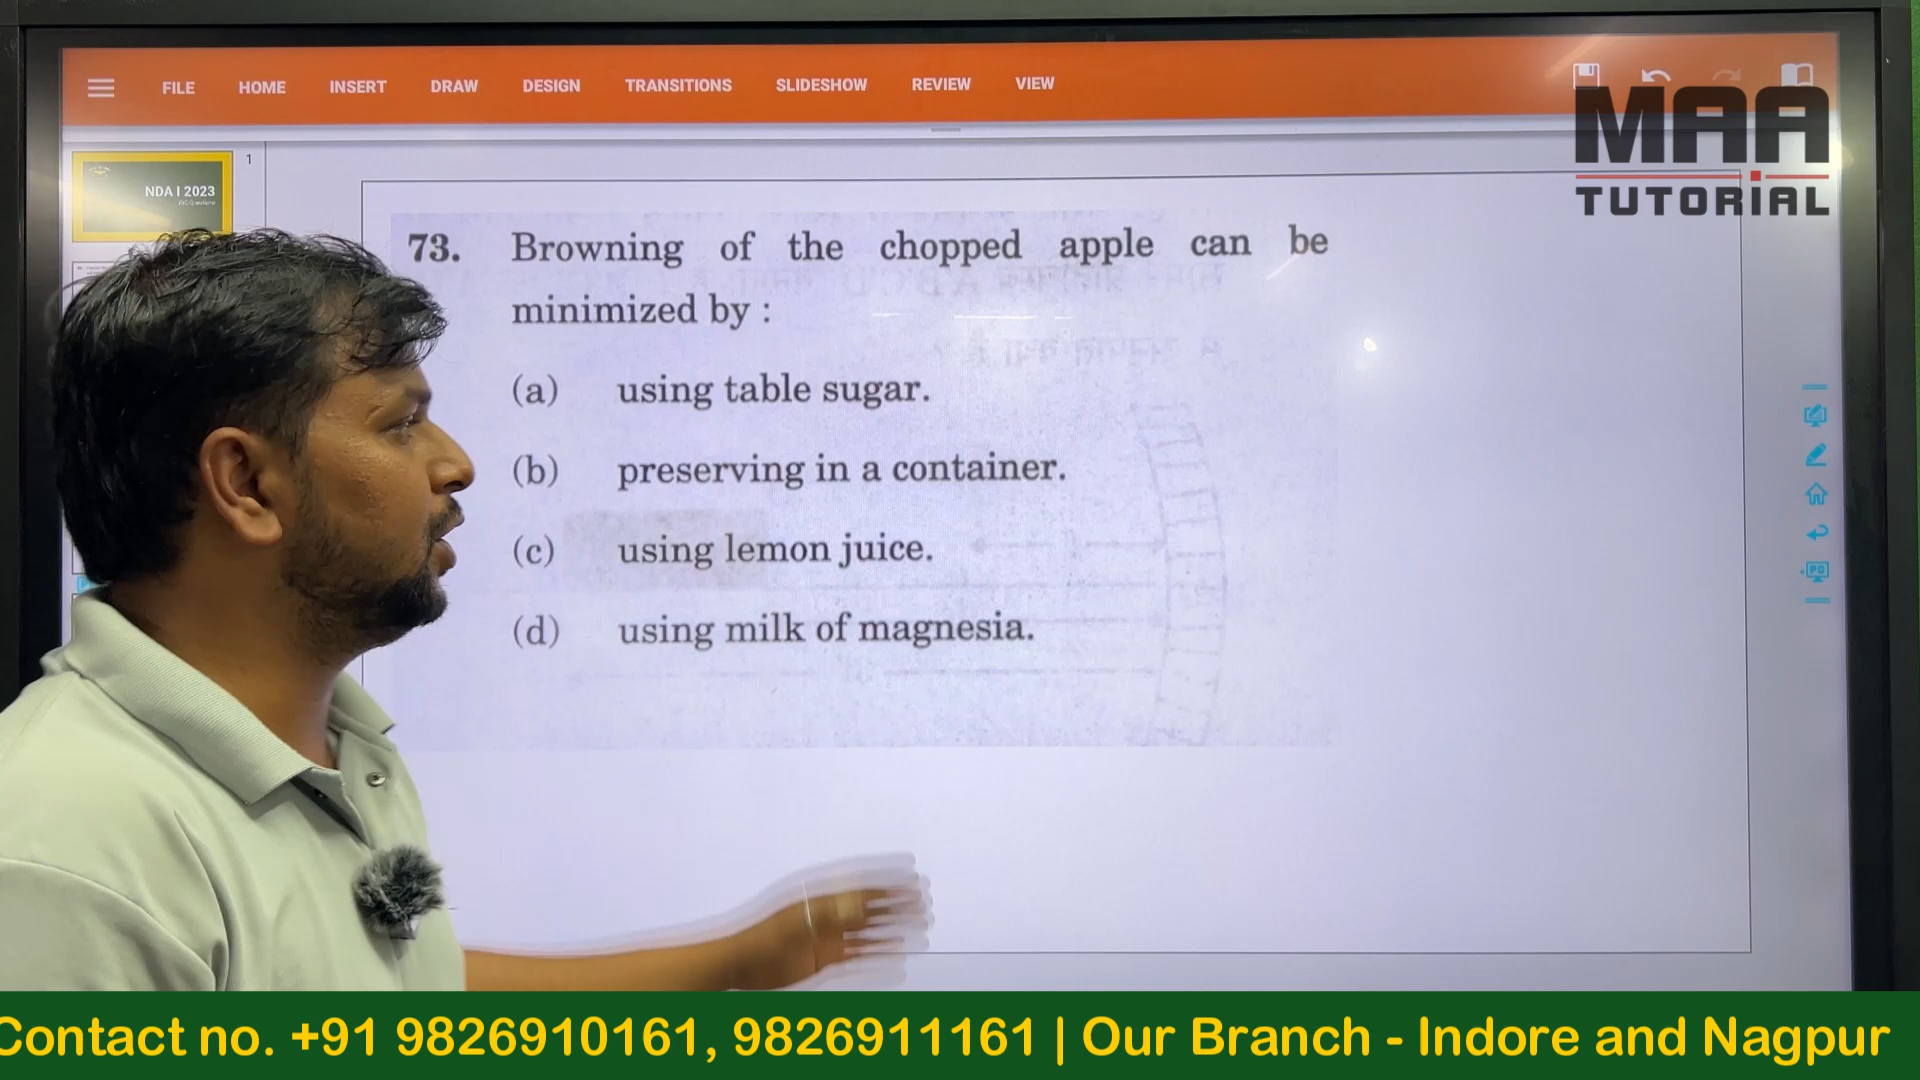 FILE HOME INSERT DRAW DESIGN TRANSITIONS SLIDESHOW REVIEW VIEW
MAA
TUTORIAL
1
NDA I 2023
73. Browning of the chopped apple can be
minimized by :
(a) using table sugar.
(b) preserving in a container.
(c) using lemon juice.
(d) using milk of magnesia.
Contact no. +91 9826910161, 9826911161 | Our Branch - Indore and Nagpur